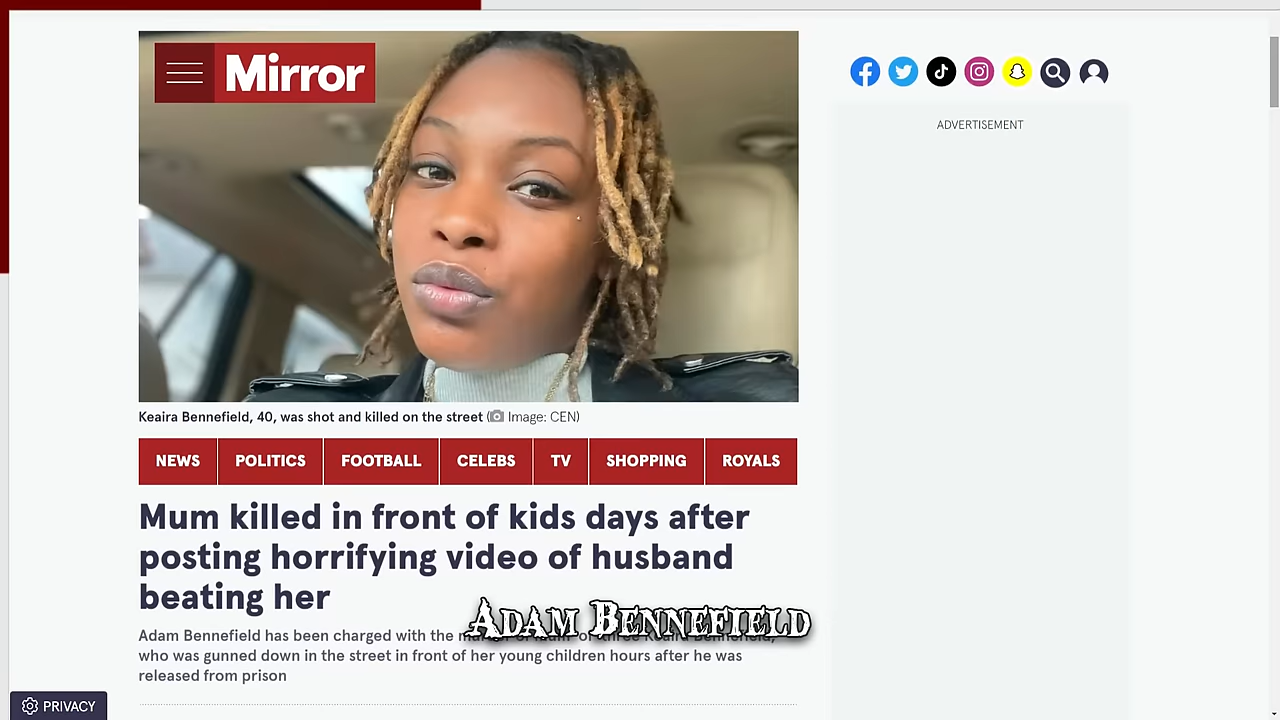 Mirror
ADVERTISEMENT
Keaira Bennefield, 40, was shot and killed on the street (Image: CEN)
NEWS POLITICS FOOTBALL CELEBS TV SHOPPING ROYALS
Mum killed in front of kids days after
posting horrifying video of husband
beating her
ADAM BENNEFIELD
Adam Bennefield has been charged with the
who was gunned down in the street in front of her young children hours after he was
released from prison
PRIVACY